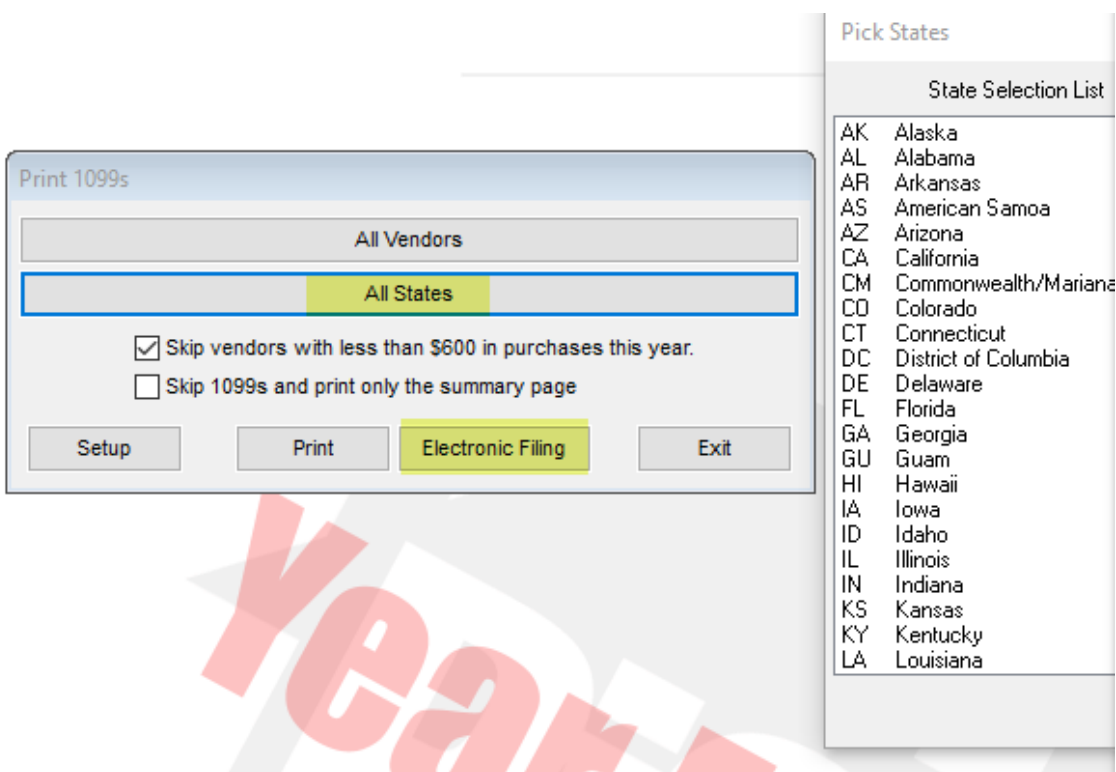 Print 1099s
All Vendors
All States
Skip vendors with less than $600 in purchases this year.
Skip 1099s and print only the summary page
Setup Print Electronic Filing Exit
Pick States
State Selection List
AK Alaska
AL Alabama
AR Arkansas
AS American Samoa
AZ Arizona
CA California
CM Commonwealth/Mariana
CO Colorado
CT Connecticut
DC District of Columbia
DE Delaware
FL Florida
GA Georgia
GU Guam
HI Hawaii
IA Iowa
ID Idaho
IL Illinois
IN Indiana
KS Kansas
KY Kentucky
LA Louisiana
Year